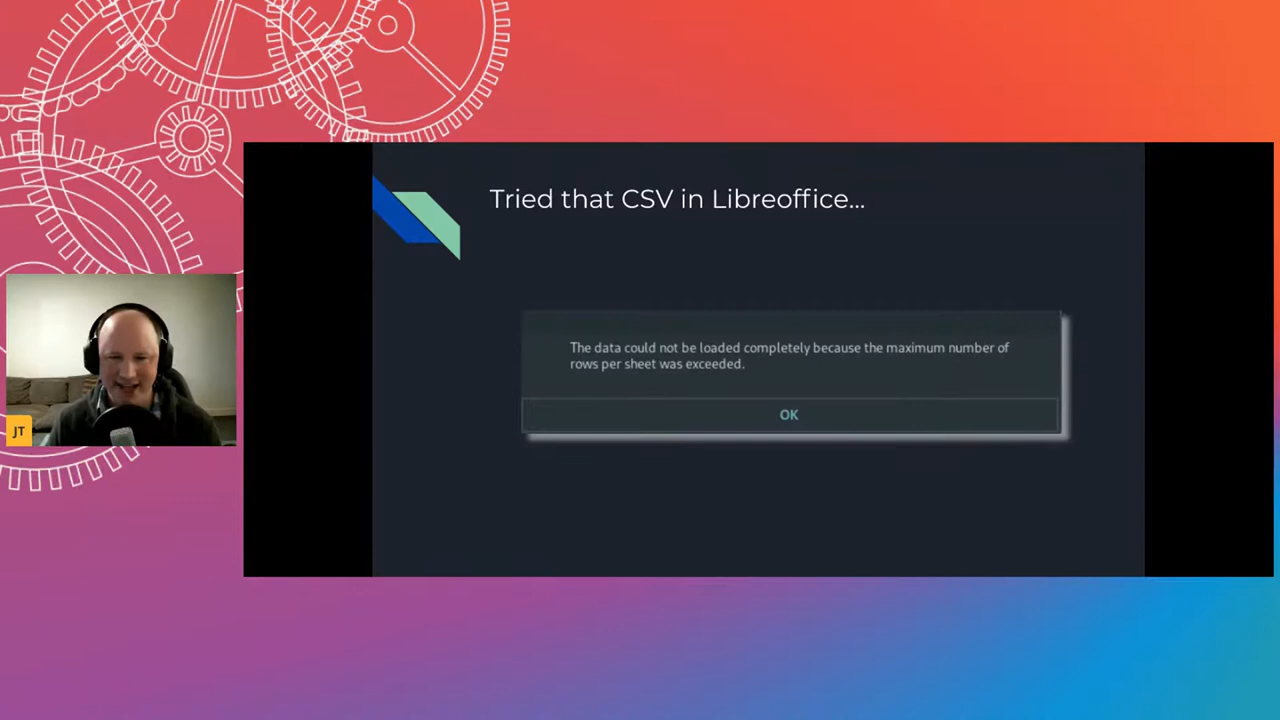 Tried that CSV in Libreoffice...
The data could not be loaded completely because the maximum number of
rows per sheet was exceeded.
OK
JT